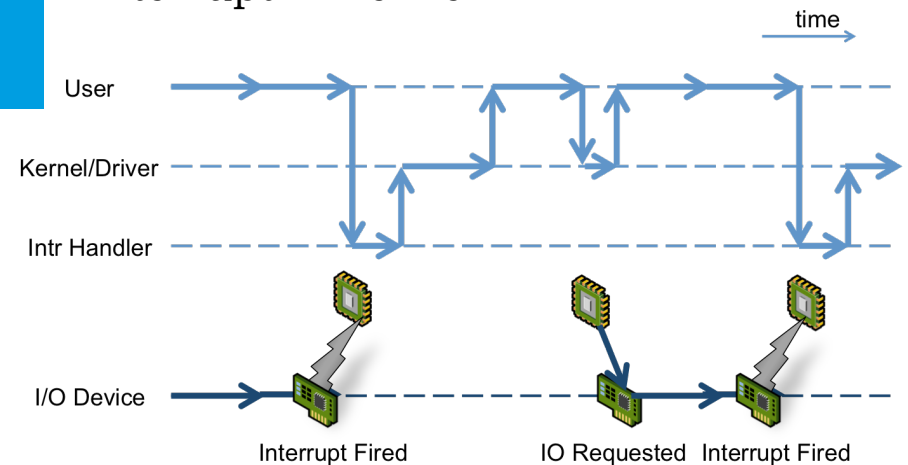 time
User
Kernel/Driver
Intr Handler
I/O Device
Interrupt Fired
IO Requested
Interrupt Fired